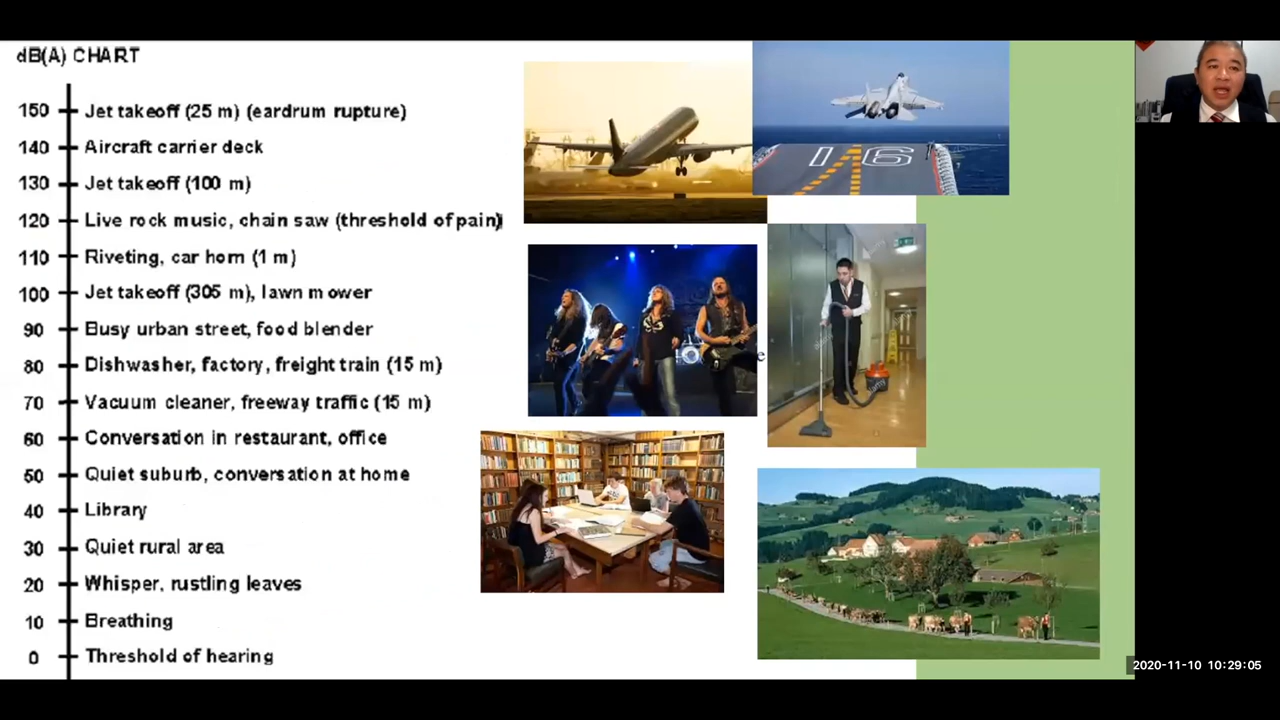 dB(A) CHART
150 Jet takeoff (25 m) (eardrum rupture)
140 Aircraft carrier deck
130 Jet takeoff (100 m)
120 Live rock music, chain saw (threshold of pain)
110 Riveting, car horn (1 m)
100 Jet takeoff (305 m), lawn mower
90 Busy urban street, food blender
80 Dishwasher, factory, freight train (15 m)
70 Vacuum cleaner, freeway traffic (15 m)
60 Conversation in restaurant, office
50 Quiet suburb, conversation at home
40 Library
30 Quiet rural area
20 Whisper, rustling leaves
10 Breathing
0 Threshold of hearing
16
e
2020-11-10 10:29:05